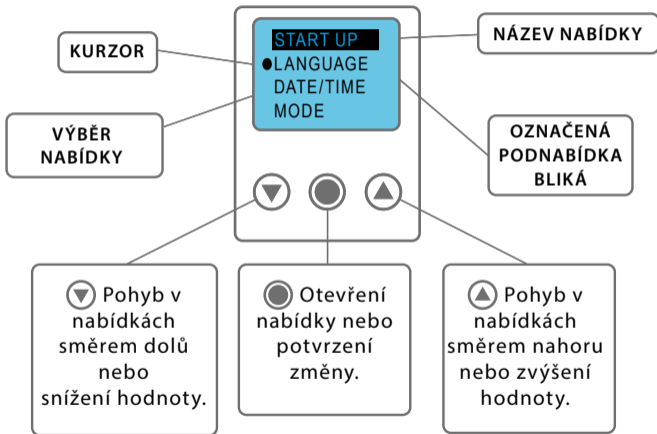 KURZOR
START UP
LANGUAGE
DATE/TIME
MODE
NÁZEV NABÍDKY
VÝBĚR
NABÍDKY
OZNAČENÁ
PODNABÍDKA
BLIKÁ
Pohyb v
nabídkách
směrem dolů
nebo
snížení hodnoty.
Otevření
nabídky nebo
potvrzení
změny.
Pohyb v
nabídkách
směrem nahoru
nebo zvýšení
hodnoty.